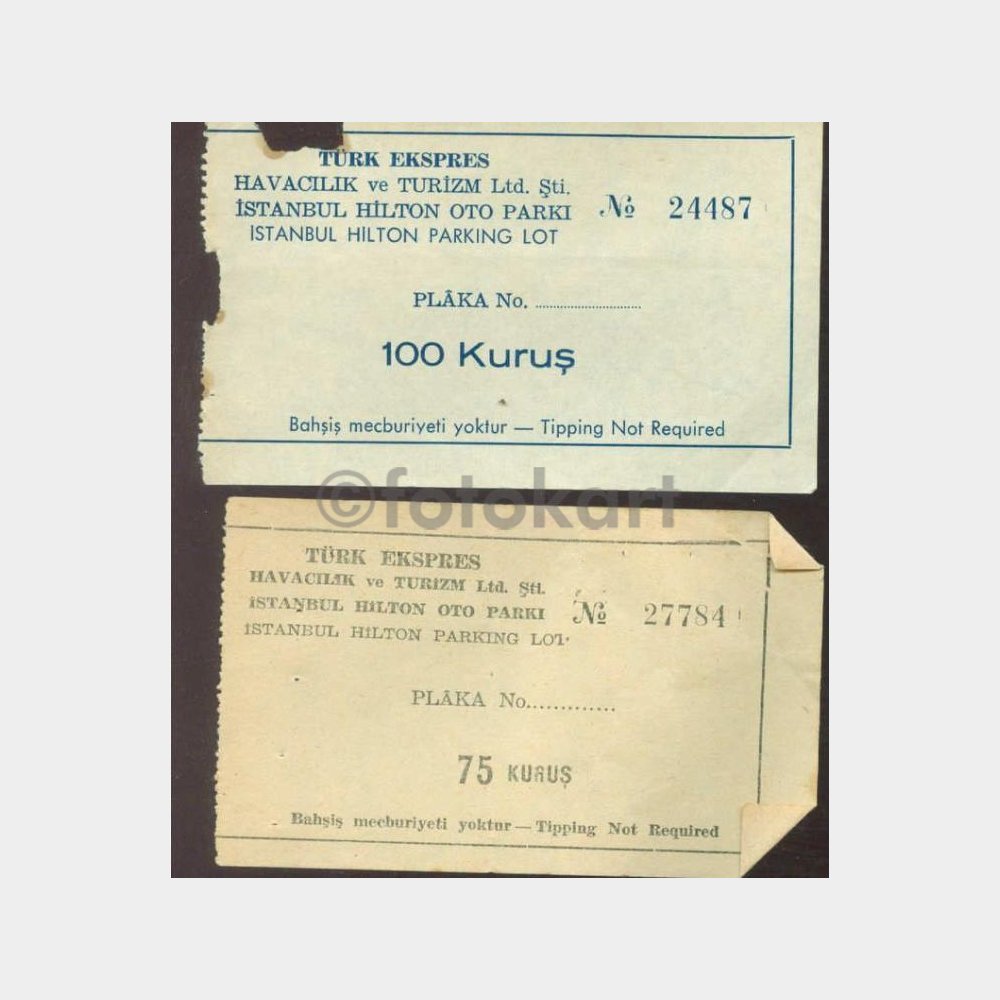 TÜRK EKSPRES
HAVACILIK ve TURİZM Ltd. Şti.
İSTANBUL HİLTON OTO PARKI № 24487
ISTANBUL HILTON PARKING LOT
PLÂKA No. ........................
100 Kuruş
Bahşiş mecburiyeti yoktur — Tipping Not Required
©fotokart
TÜRK EKSPRES
HAVACILIK ve TURİZM Ltd. Şti.
İSTANBUL HİLTON OTO PARKI № 27784
İSTANBUL HİLTON PARKING LOT
PLÂKA No.............
75 KURUŞ
Bahşiş mecburiyeti yoktur — Tipping Not Required